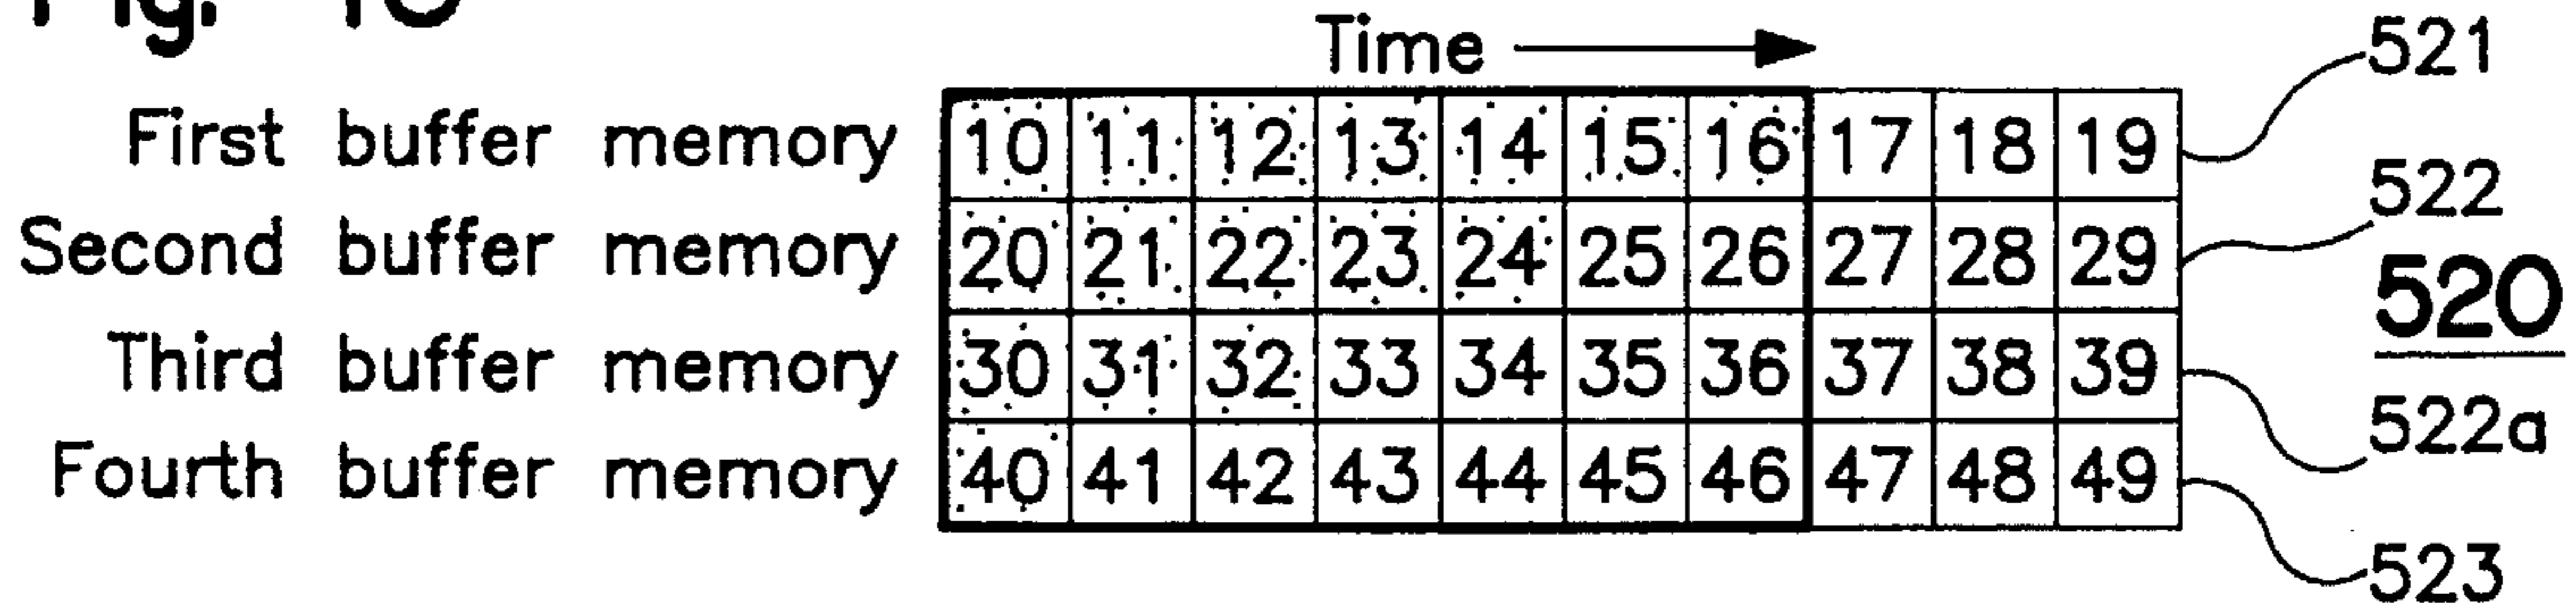 Fig.
Time
521
First buffer memory 10 11 12 13 14 15 16 17 18 19
522
Second buffer memory 20 21 22 23 24 25 26 27 28 29
520
Third buffer memory 30 31 32 33 34 35 36 37 38 39
522a
Fourth buffer memory 40 41 42 43 44 45 46 47 48 49
523